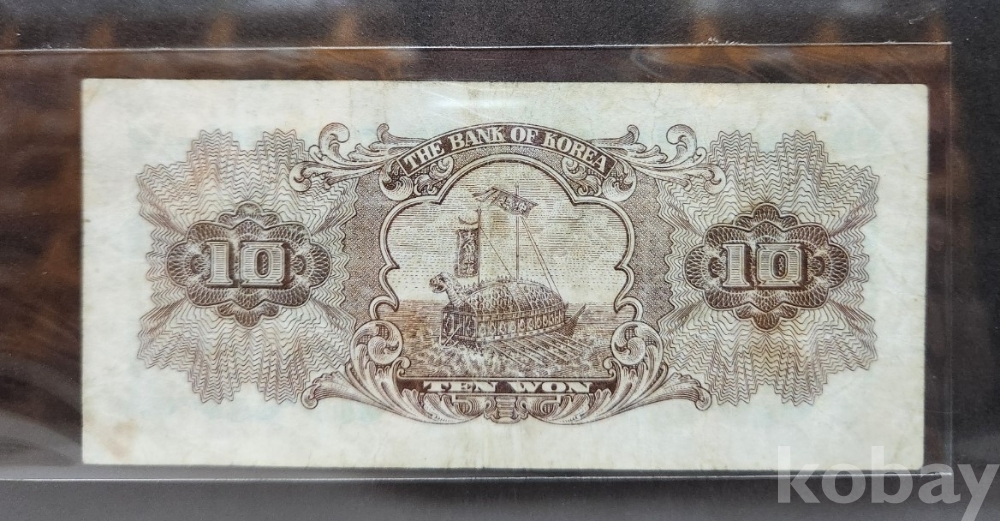 THE BANK OF KOREA
10
10
TEN WON
kobay